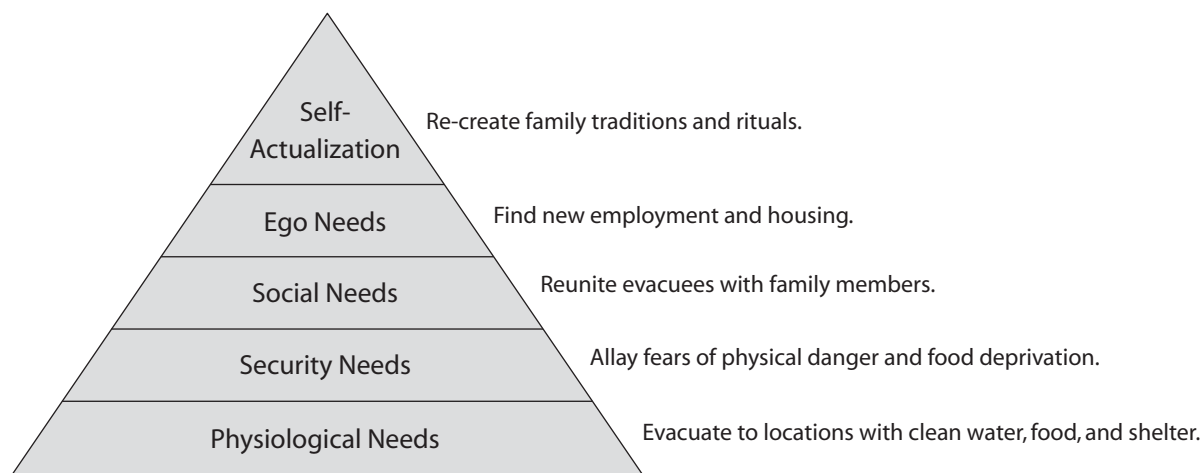 Self-
Actualization
Re-create family traditions and rituals.
Ego Needs
Find new employment and housing.
Social Needs
Reunite evacuees with family members.
Security Needs
Allay fears of physical danger and food deprivation.
Physiological Needs
Evacuate to locations with clean water, food, and shelter.